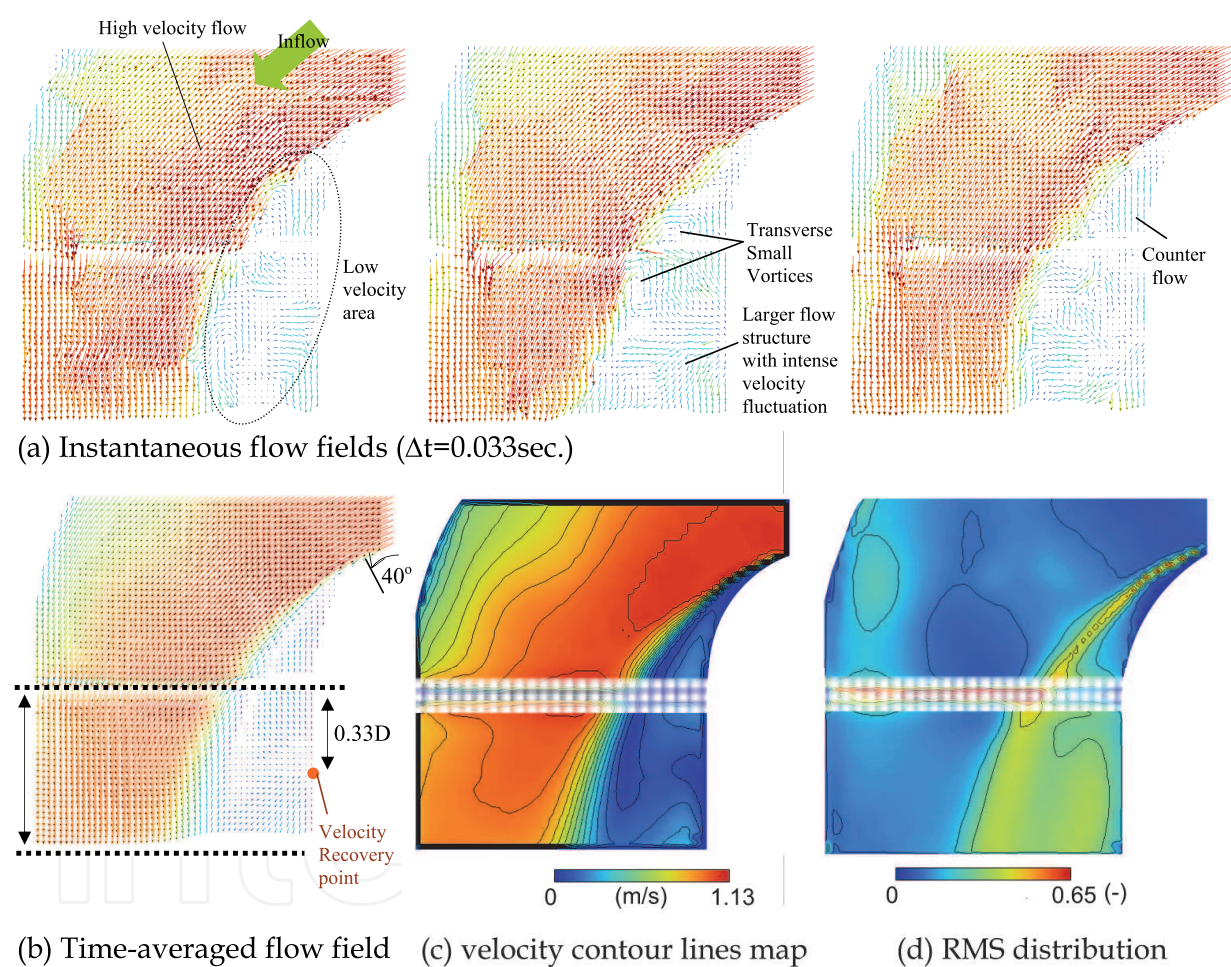 High velocity flow
Inflow
Low
velocity
area
Transverse
Small
Vortices
Larger flow
structure
with intense
velocity
fluctuation
Counter
flow
(a) Instantaneous flow fields (Δt=0.033sec.)
40°
0.33D
Velocity
Recovery
point
0 (m/s) 1.13
0 0.65 (-)
(b) Time-averaged flow field
(c) velocity contour lines map
(d) RMS distribution